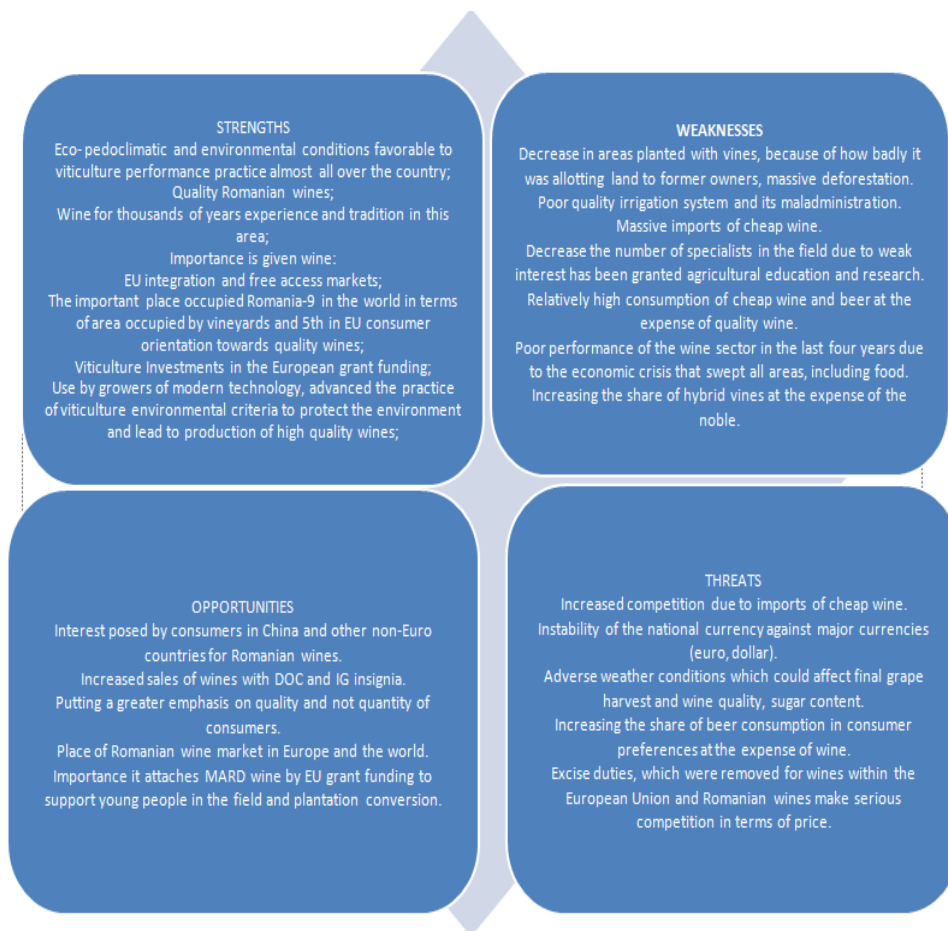 STRENGTHS
Eco- pedoclimatic and environmental conditions favorable to
viticulture performance practice almost all over the country;
Quality Romanian wines;
Wine for thousands of years experience and tradition in this
area;
Importance is given wine:
EU integration and free access markets;
The important place occupied Romania-9 in the world in terms
of area occupied by vineyards and 5th in EU consumer
orientation towards quality wines;
Viticulture Investments in the European grant funding;
Use by growers of modern technology, advanced the practice
of viticulture environmental criteria to protect the environment
and lead to production of high quality wines;
WEAKNESSES
Decrease in areas planted with vines, because of how badly it
was allotting land to former owners, massive deforestation.
Poor quality irrigation system and its maladministration.
Massive imports of cheap wine.
Decrease the number of specialists in the field due to weak
interest has been granted agricultural education and research.
Relatively high consumption of cheap wine and beer at the
expense of quality wine.
Poor performance of the wine sector in the last four years due
to the economic crisis that swept all areas, including food.
Increasing the share of hybrid vines at the expense of the
noble.
OPPORTUNITIES
Interest posed by consumers in China and other non-Euro
countries for Romanian wines.
Increased sales of wines with DOC and IG insignia.
Putting a greater emphasis on quality and not quantity of
consumers.
Place of Romanian wine market in Europe and the world.
Importance it attaches MARD wine by EU grant funding to
support young people in the field and plantation conversion.
THREATS
Increased competition due to imports of cheap wine.
Instability of the national currency against major currencies
(euro, dollar).
Adverse weather conditions which could affect final grape
harvest and wine quality, sugar content.
Increasing the share of beer consumption in consumer
preferences at the expense of wine.
Excise duties, which were removed for wines within the
European Union and Romanian wines make serious
competition in terms of price.